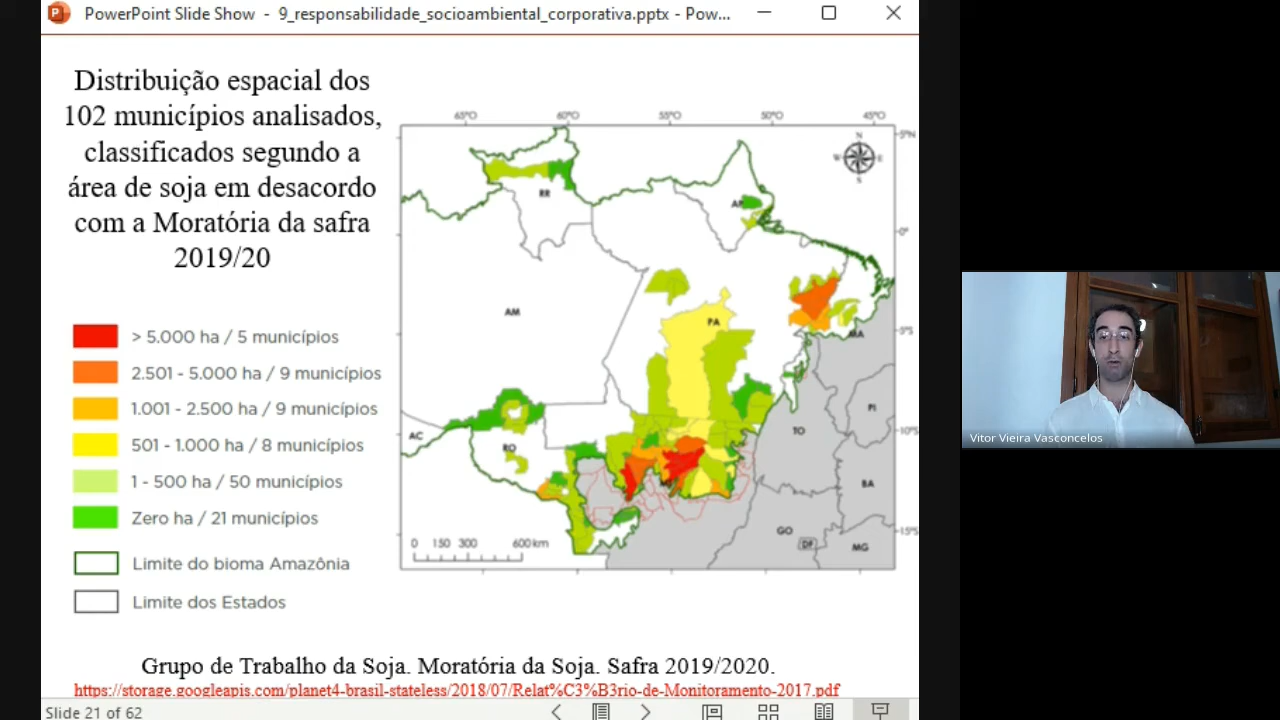 PowerPoint Slide Show - 9_responsabilidade_socioambiental_corporativa.pptx - Pow...
Distribuição espacial dos
102 municípios analisados,
classificados segundo a
área de soja em desacordo
com a Moratória da safra
2019/20
> 5.000 ha / 5 municípios
2.501 - 5.000 ha / 9 municípios
1.001 - 2.500 ha / 9 municípios
501 - 1.000 ha / 8 municípios
1 - 500 ha / 50 municípios
Zero ha / 21 municípios
Limite do bioma Amazônia
Limite dos Estados
65°O 60°O 55°O 50°O 45°O
5°N
0°
5°S
10°S
15°S
N
W E
S
RR
AP
AM
PA
MA
PI
AC
RO
TO
BA
GO
DF
MG
0 150 300 600 km
Grupo de Trabalho da Soja. Moratória da Soja. Safra 2019/2020.
https://storage.googleapis.com/planet4-brasil-stateless/2018/07/Relat%C3%B3rio-de-Monitoramento-2017.pdf
Slide 21 of 62
Vitor Vieira Vasconcelos